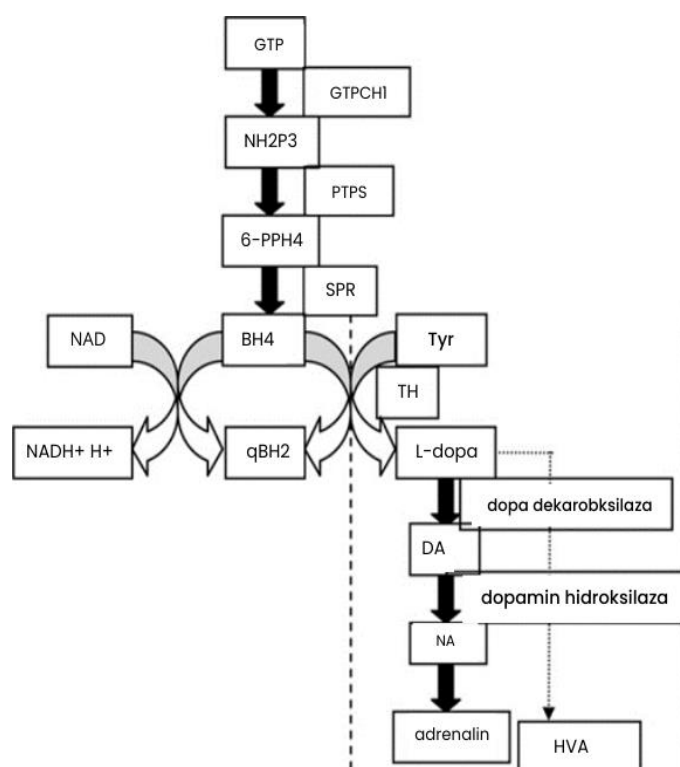 GTP
GTPCH1
NH2P3
PTPS
6-PPH4
SPR
NAD
BH4
Tyr
TH
NADH+ H+
qBH2
L-dopa
dopa dekarobksilaza
DA
dopamin hidroksilaza
NA
adrenalin
HVA